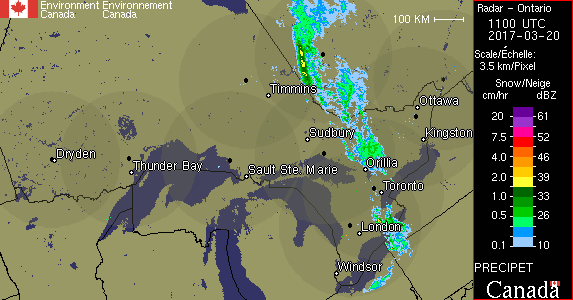 Environment Environnement
Canada Canada
100 KM
Timmins
Ottawa
Sudbury
Kingston
Dryden
Thunder Bay
Sault Ste. Marie
Orillia
Toronto
London
Windsor
Radar - Ontario
1100 UTC
2017-03-20
Scale/Échelle:
3.5 km/Pixel
Snow/Neige
cm/hr dBZ
20 61
7.5 52
4.0 46
2.0 39
1.0 33
0.5 26
0.1 10
PRECIPET
Canada